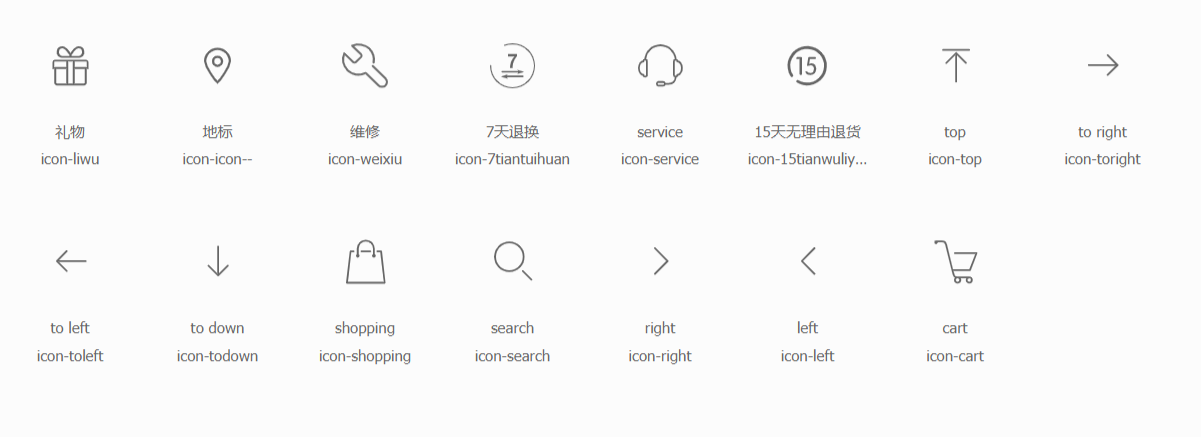 7
15
礼物 地标 维修 7天退换 service 15天无理由退货 top to right
icon-liwu icon-icon-- icon-weixiu icon-7tiantuihuan icon-service icon-15tianwuliy... icon-top icon-toright
to left to down shopping search right left cart
icon-toleft icon-todown icon-shopping icon-search icon-right icon-left icon-cart